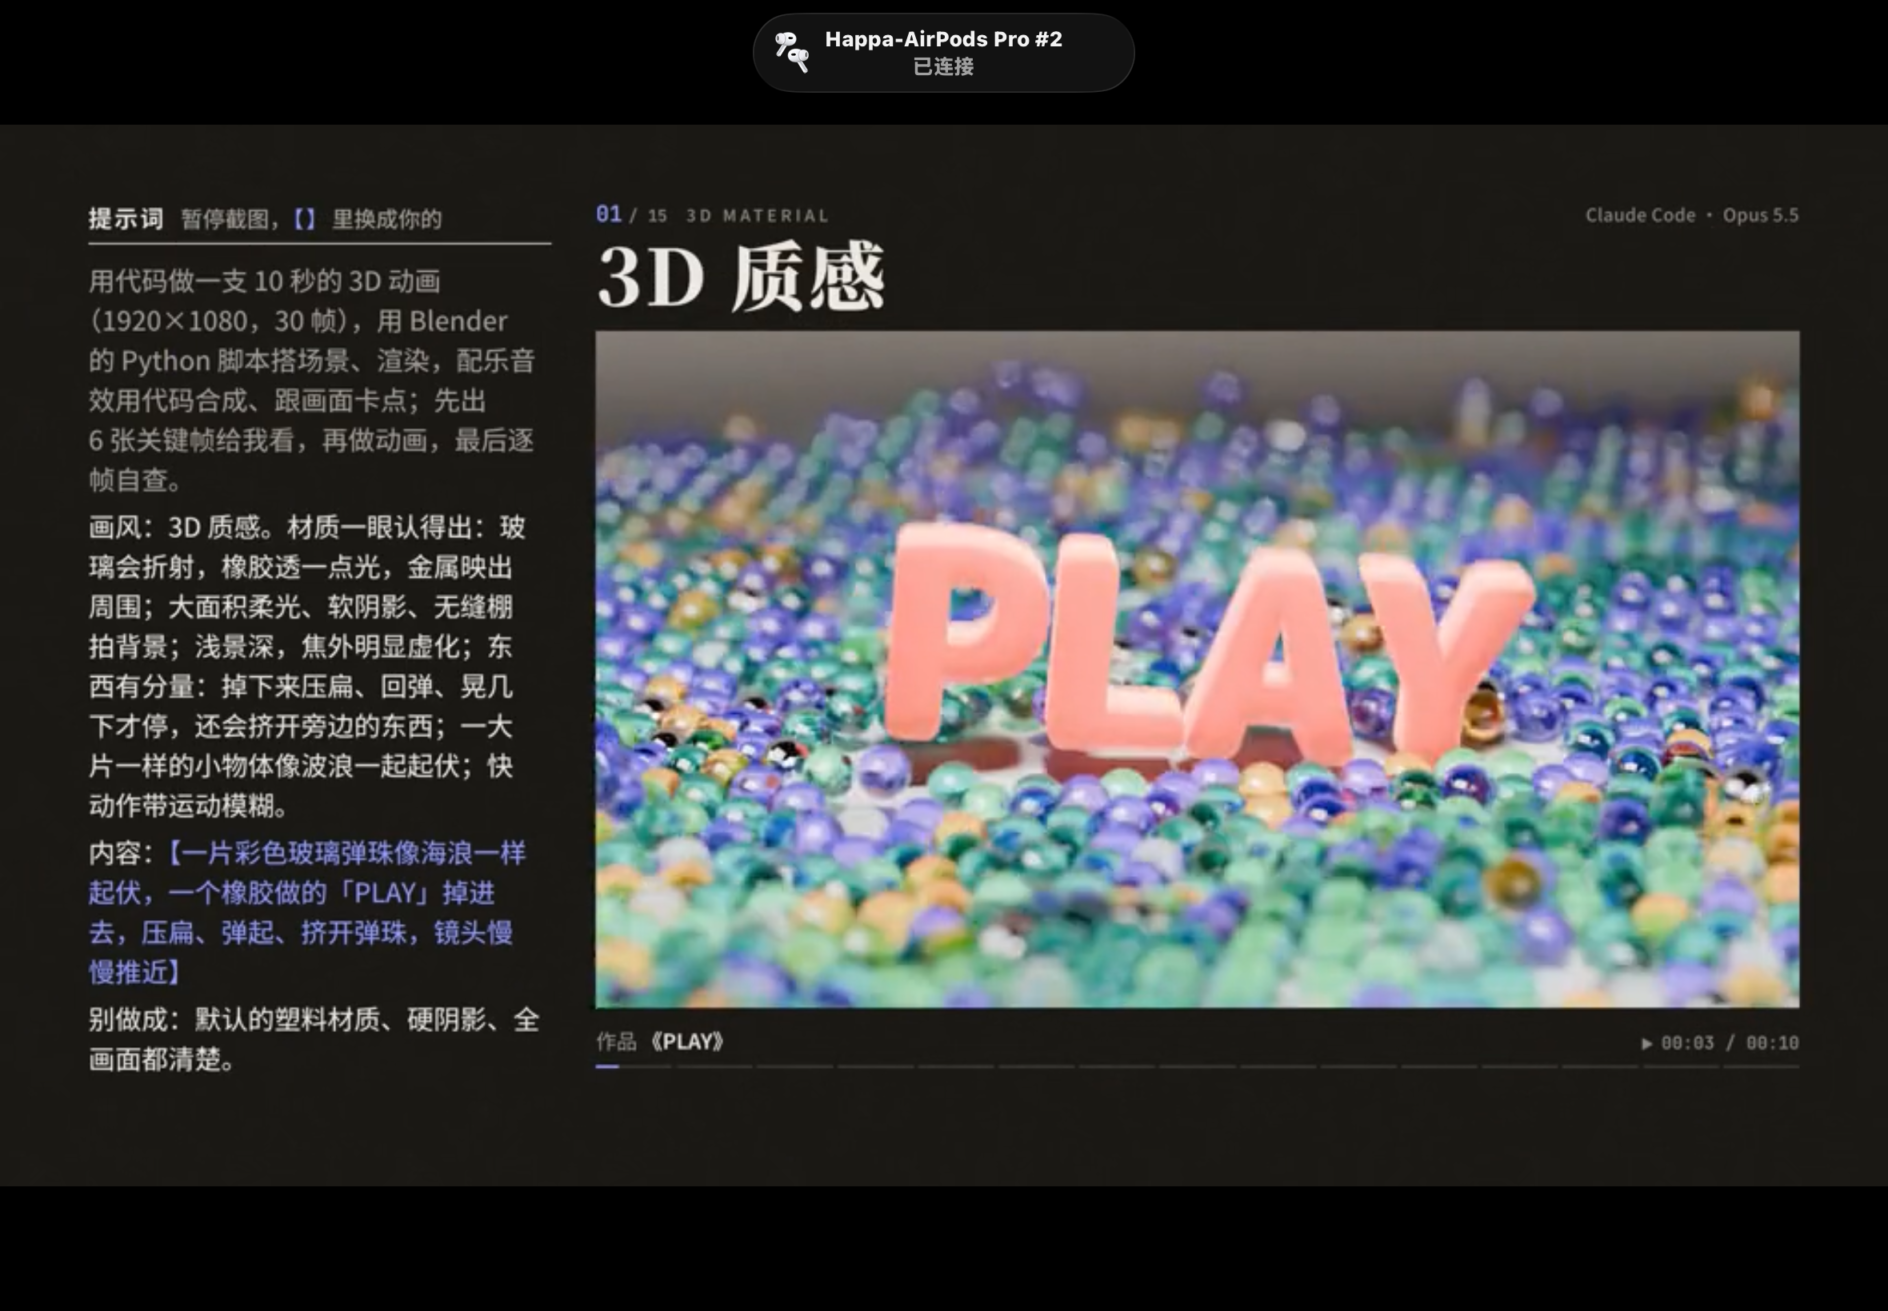 Happa-AirPods Pro #2
已连接
提示词 暂停截图，【】里换成你的
用代码做一支 10 秒的 3D 动画
（1920×1080，30 帧），用 Blender
的 Python 脚本搭场景、渲染，配乐音
效用代码合成、跟画面卡点；先出
6 张关键帧给我看，再做动画，最后逐
帧自查。
画风：3D 质感。材质一眼认得出：玻
璃会折射，橡胶透一点光，金属映出
周围；大面积柔光、软阴影、无缝棚
拍背景；浅景深，焦外明显虚化；东
西有分量：掉下来压扁、回弹、晃几
下才停，还会挤开旁边的东西；一大
片一样的小物体像波浪一起起伏；快
动作带运动模糊。
内容：【一片彩色玻璃弹珠像海浪一样
起伏，一个橡胶做的「PLAY」掉进
去，压扁、弹起、挤开弹珠，镜头慢
慢推近】
别做成：默认的塑料材质、硬阴影、全
画面都清楚。
01 / 15 3D MATERIAL
Claude Code · Opus 5.5
3D 质感
PLAY
作品 《PLAY》
▶ 00:03 / 00:10